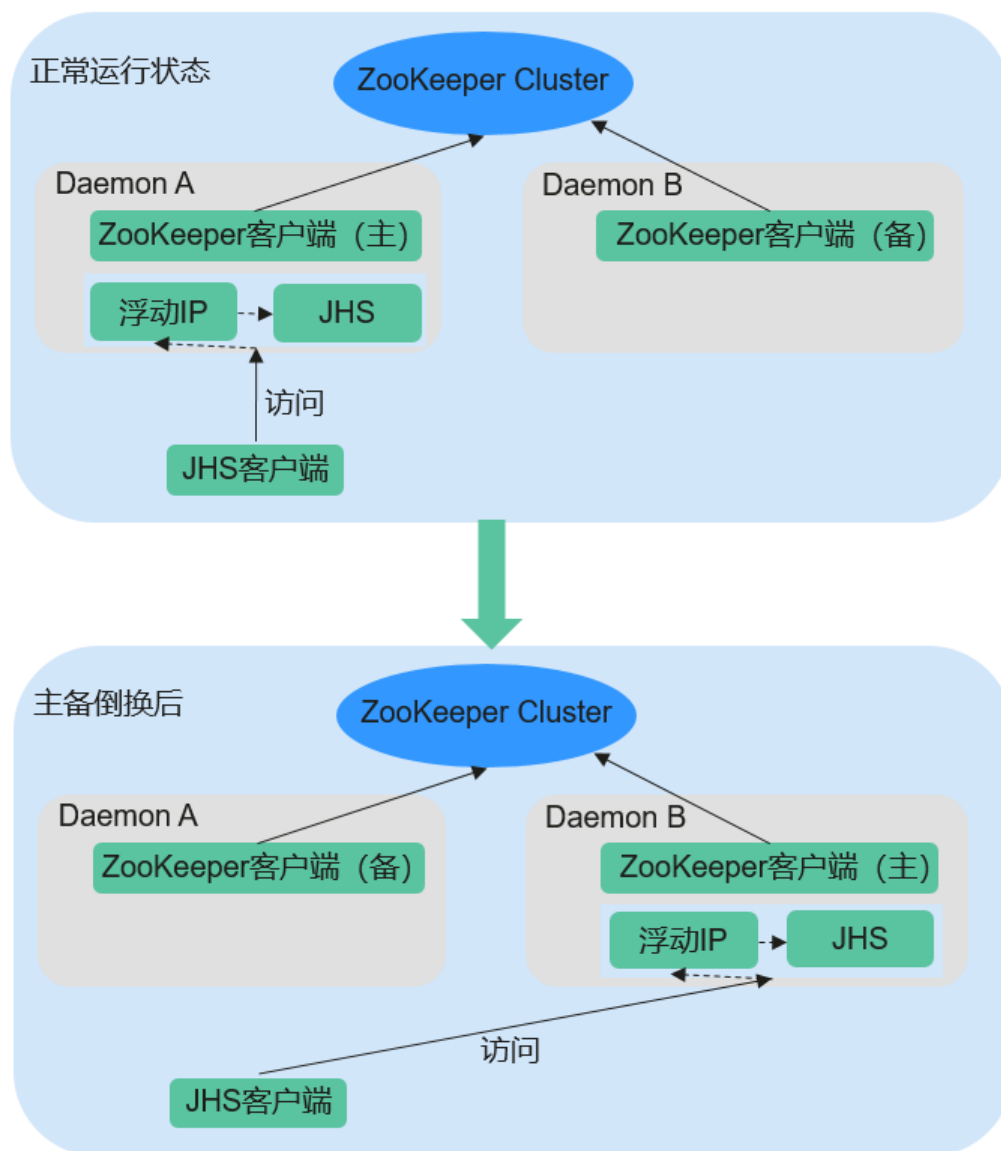 正常运行状态
ZooKeeper Cluster
Daemon A
Daemon B
ZooKeeper客户端（主）
ZooKeeper客户端（备）
浮动IP
JHS
访问
JHS客户端
主备倒换后
ZooKeeper Cluster
Daemon A
Daemon B
ZooKeeper客户端（备）
ZooKeeper客户端（主）
浮动IP
JHS
访问
JHS客户端